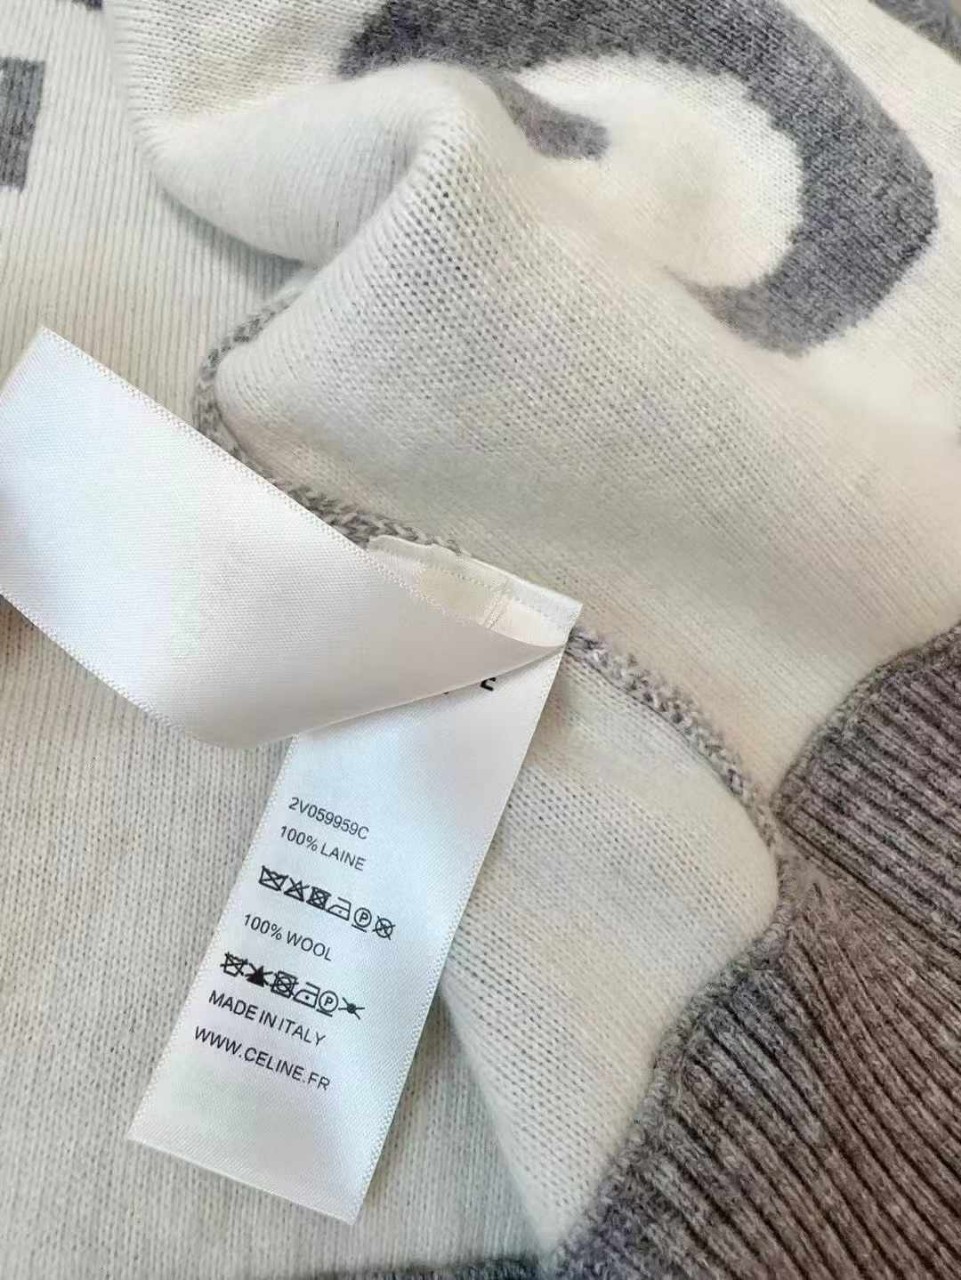 E
2V059959C
100% LAINE
100% WOOL
MADE IN ITALY
WWW.CELINE.FR